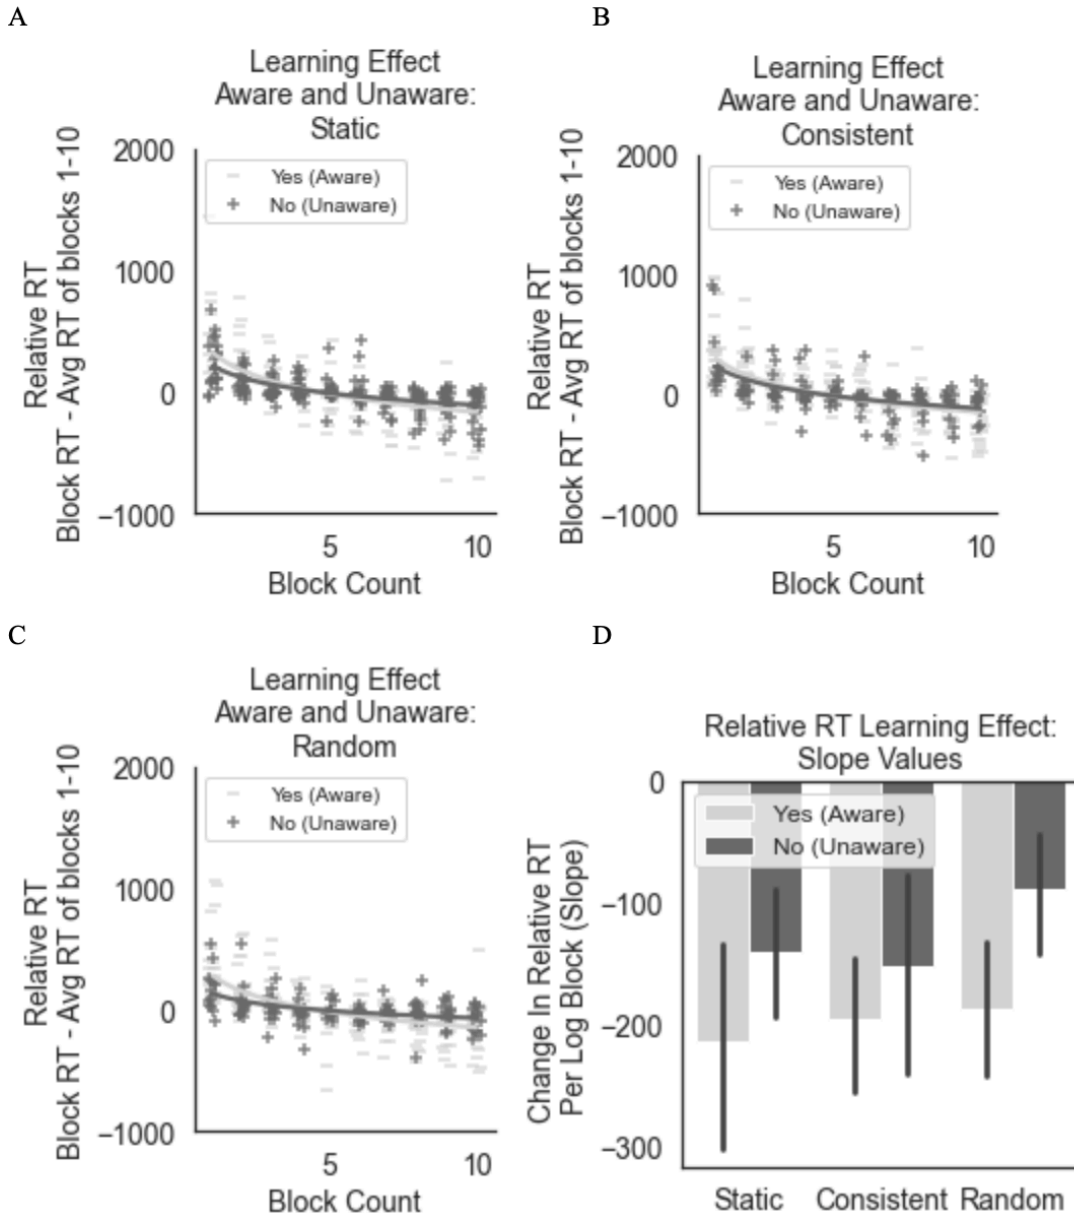 A
Learning Effect
Aware and Unaware:
Static
Relative RT
Block RT - Avg RT of blocks 1-10
2000
1000
0
−1000
Yes (Aware)
No (Unaware)
5
10
Block Count
B
Learning Effect
Aware and Unaware:
Consistent
Relative RT
Block RT - Avg RT of blocks 1-10
2000
1000
0
−1000
Yes (Aware)
No (Unaware)
5
10
Block Count
C
Learning Effect
Aware and Unaware:
Random
Relative RT
Block RT - Avg RT of blocks 1-10
2000
1000
0
−1000
Yes (Aware)
No (Unaware)
5
10
Block Count
D
Relative RT Learning Effect:
Slope Values
Change In Relative RT
Per Log Block (Slope)
0
−100
−200
−300
Yes (Aware)
No (Unaware)
Static
Consistent
Random